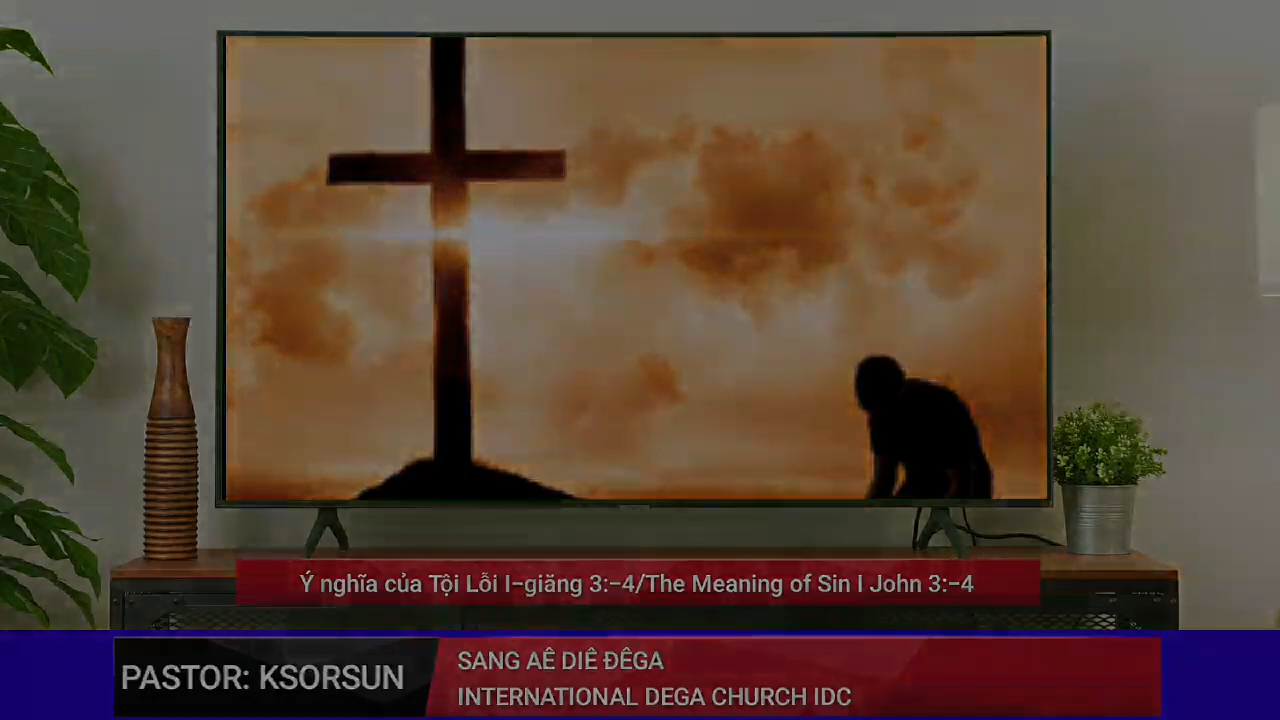 Ý nghĩa của Tội Lỗi I-giăng 3:-4/The Meaning of Sin I John 3:-4
PASTOR: KSORSUN
SANG AÊ DIÊ ĐÊGA
INTERNATIONAL DEGA CHURCH IDC